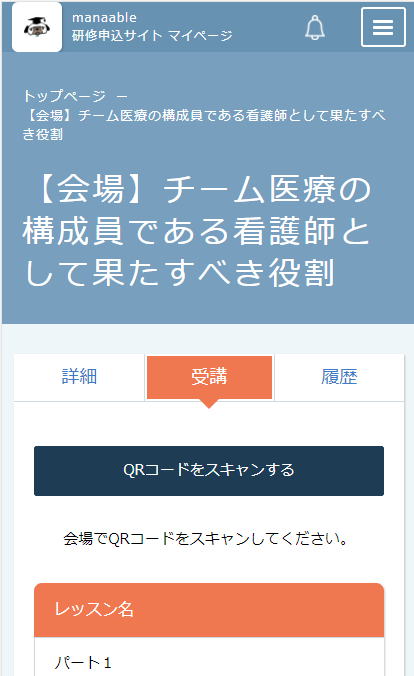 manaable
研修申込サイト マイページ
トップページ －
【会場】チーム医療の構成員である看護師として果たすべ
き役割
【会場】チーム医療の
構成員である看護師と
して果たすべき役割
詳細 受講 履歴
QRコードをスキャンする
会場でQRコードをスキャンしてください。
レッスン名
パート１